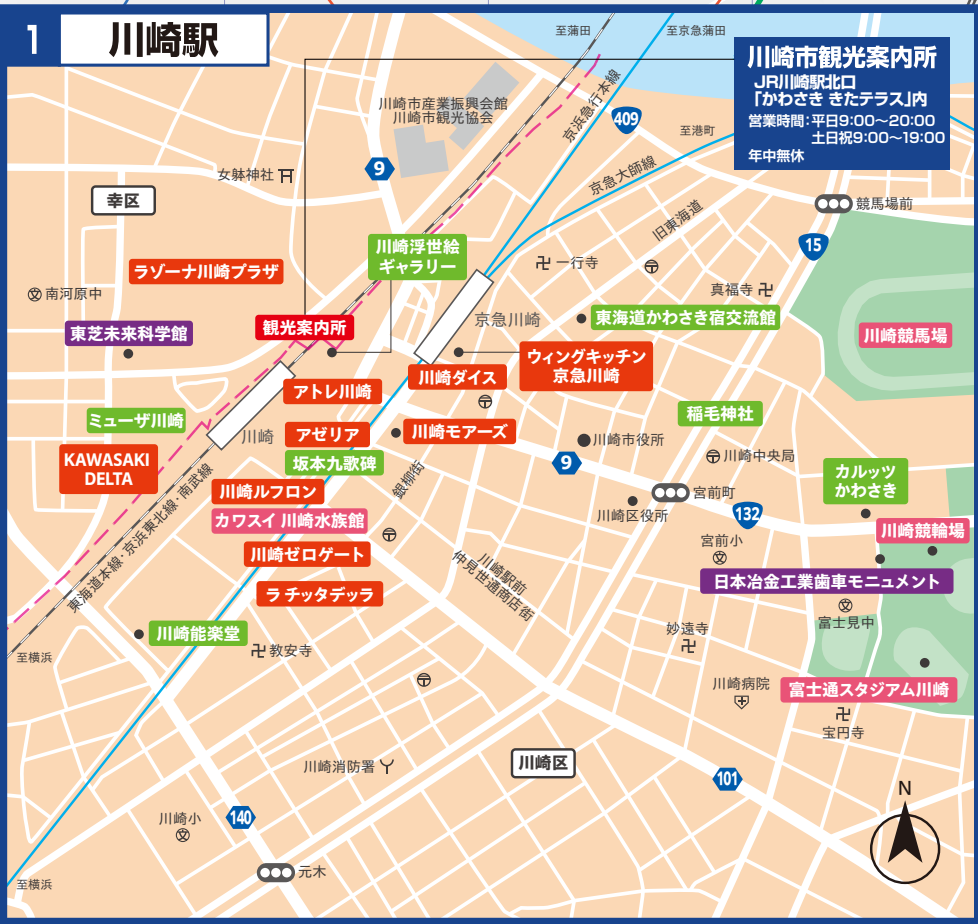 1
川崎駅
至蒲田
至京急蒲田
川崎市観光案内所
JR川崎駅北口
「かわさき きたテラス」内
営業時間:平日9:00〜20:00
土日祝9:00〜19:00
年中無休
川崎市産業振興会館
川崎市観光協会
京浜急行本線
409
至港町
9
女躰神社
京急大師線
幸区
旧東海道
競馬場前
15
川崎浮世絵
ギャラリー
一行寺
ラゾーナ川崎プラザ
真福寺
南河原中
京急川崎
東海道かわさき宿交流館
東芝未来科学館
観光案内所
川崎競馬場
ウィングキッチン
京急川崎
川崎ダイス
アトレ川崎
ミューザ川崎
稲毛神社
川崎
アゼリア
川崎モアーズ
川崎市役所
KAWASAKI
DELTA
坂本九歌碑
9
川崎中央局
銀柳街
カルッツ
かわさき
川崎ルフロン
宮前町
東海道本線・京浜東北線・南武線
川崎区役所
132
カワスイ 川崎水族館
川崎競輪場
宮前小
川崎ゼロゲート
川崎駅前
仲見世通商店街
日本冶金工業歯車モニュメント
ラ チッタデッラ
富士見中
川崎能楽堂
妙遠寺
教安寺
至横浜
川崎病院
富士通スタジアム川崎
宝円寺
川崎消防署
川崎区
101
N
140
川崎小
元木
至横浜